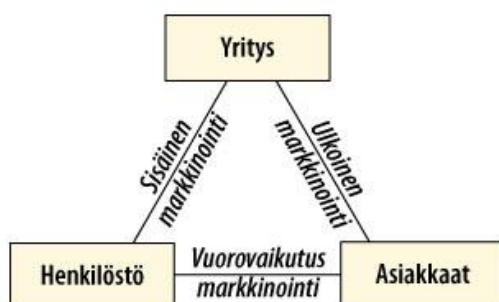 Yritys
Sisäinen
markkinointi
Ulkoinen
markkinointi
Henkilöstö
Vuorovaikutus
markkinointi
Asiakkaat